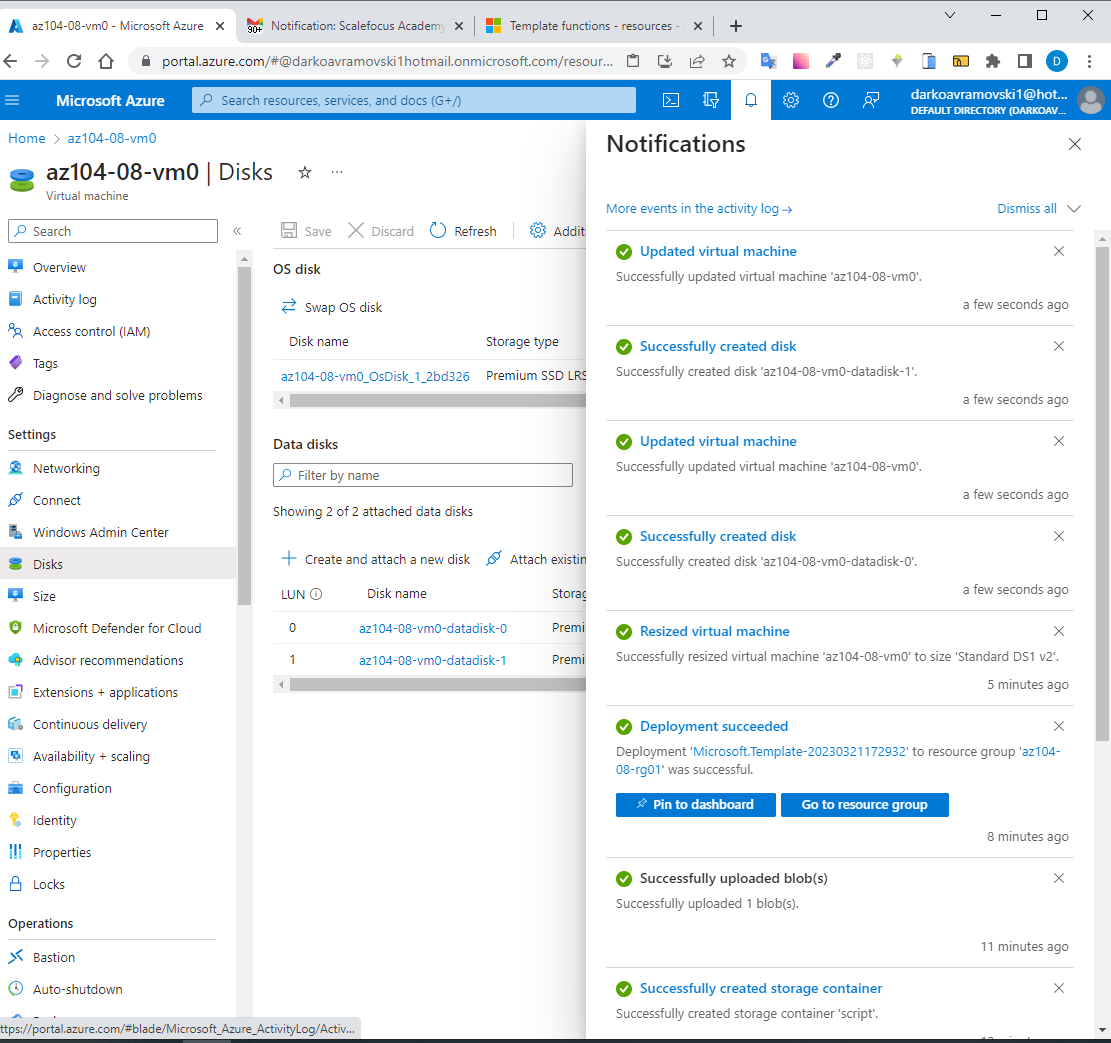 az104-08-vm0 - Microsoft Azure
90+
Notification: Scalefocus Academy
Template functions - resources -
portal.azure.com/#@darkoavramovski1hotmail.onmicrosoft.com/resour...
D
Microsoft Azure
Search resources, services, and docs (G+/)
darkoavramovski1@hot...
DEFAULT DIRECTORY (DARKOAV...
Home > az104-08-vm0
az104-08-vm0 | Disks
Virtual machine
Search
Overview
Activity log
Access control (IAM)
Tags
Diagnose and solve problems
Settings
Networking
Connect
Windows Admin Center
Disks
Size
Microsoft Defender for Cloud
Advisor recommendations
Extensions + applications
Continuous delivery
Availability + scaling
Configuration
Identity
Properties
Locks
Operations
Bastion
Auto-shutdown
ttps://portal.azure.com/#blade/Microsoft_Azure_ActivityLog/Activ...
Save Discard Refresh Addit
OS disk
Swap OS disk
Disk name Storage type
az104-08-vm0_OsDisk_1_2bd326 Premium SSD LRS
Data disks
Filter by name
Showing 2 of 2 attached data disks
Create and attach a new disk Attach existin
LUN Disk name Storag
0 az104-08-vm0-datadisk-0 Premi
1 az104-08-vm0-datadisk-1 Premi
Notifications
More events in the activity log → Dismiss all
Updated virtual machine
Successfully updated virtual machine 'az104-08-vm0'.
a few seconds ago
Successfully created disk
Successfully created disk 'az104-08-vm0-datadisk-1'.
a few seconds ago
Updated virtual machine
Successfully updated virtual machine 'az104-08-vm0'.
a few seconds ago
Successfully created disk
Successfully created disk 'az104-08-vm0-datadisk-0'.
a few seconds ago
Resized virtual machine
Successfully resized virtual machine 'az104-08-vm0' to size 'Standard DS1 v2'.
5 minutes ago
Deployment succeeded
Deployment 'Microsoft.Template-20230321172932' to resource group 'az104-
08-rg01' was successful.
Pin to dashboard Go to resource group
8 minutes ago
Successfully uploaded blob(s)
Successfully uploaded 1 blob(s).
11 minutes ago
Successfully created storage container
Successfully created storage container 'script'.